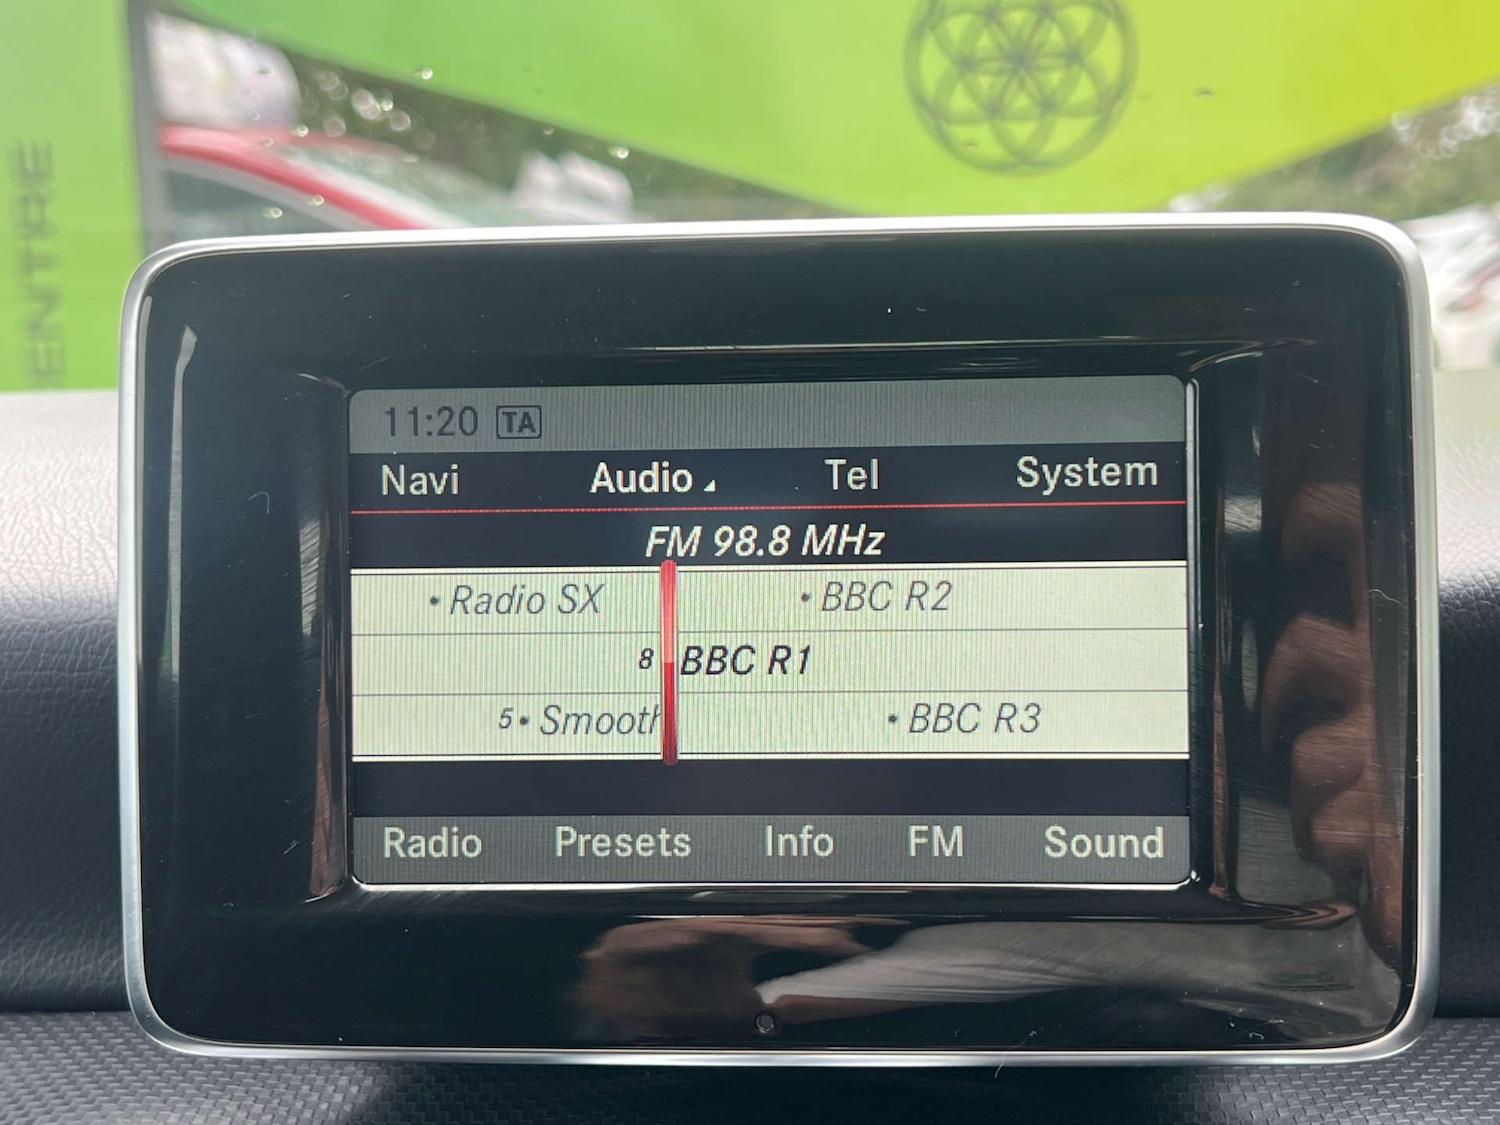 ENTRE
11:20 TA
Navi Audio Tel System
FM 98.8 MHz
• Radio SX • BBC R2
8 BBC R1
5• Smooth • BBC R3
Radio Presets Info FM Sound